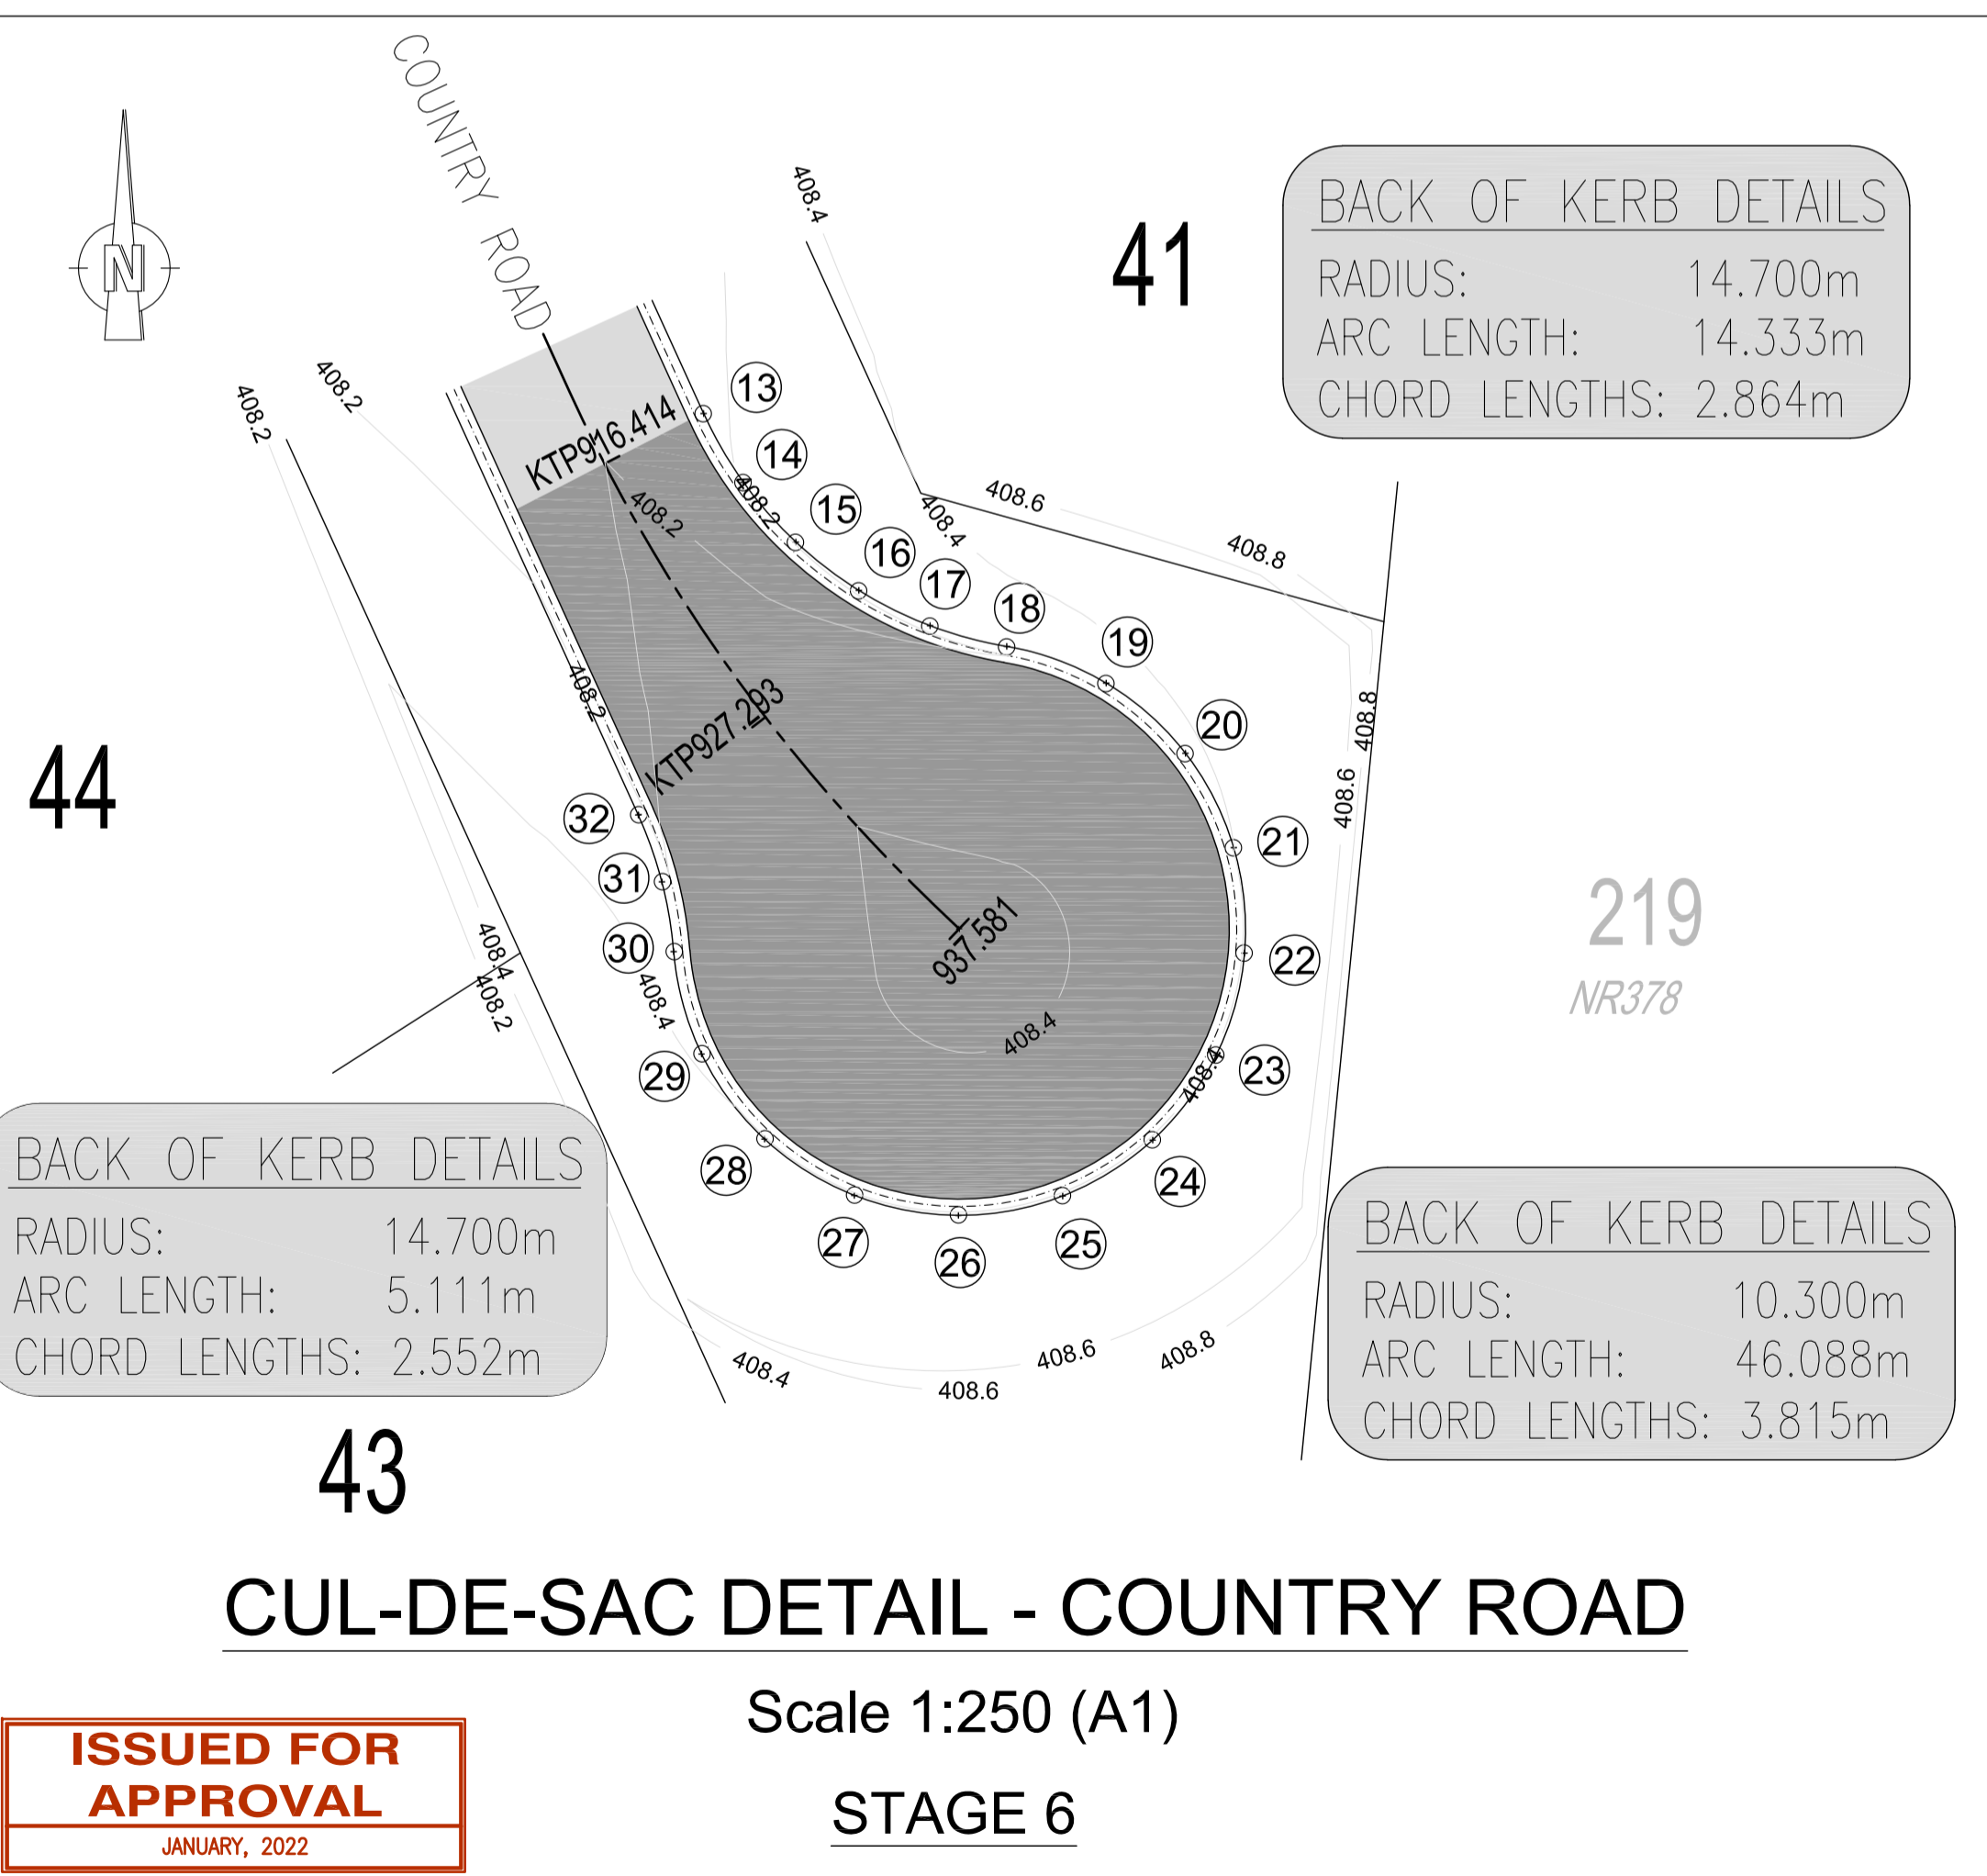 COUNTRY ROAD
N
408.4
41
BACK OF KERB DETAILS
RADIUS: 14.700m
ARC LENGTH: 14.333m
CHORD LENGTHS: 2.864m
408.2
408.2
13
KTP916.414
14
408.2
408.2
15
408.4
408.6
408.8
16
17
18
19
408.2
KTP927.293
20
408.8
408.6
44
32
31
21
219
NR378
30
937.581
22
408.4
408.2
408.4
408.4
408.4
29
23
28
24
27
25
26
BACK OF KERB DETAILS
RADIUS: 14.700m
ARC LENGTH: 5.111m
CHORD LENGTHS: 2.552m
BACK OF KERB DETAILS
RADIUS: 10.300m
ARC LENGTH: 46.088m
CHORD LENGTHS: 3.815m
408.4
408.6
408.6
408.8
43
CUL-DE-SAC DETAIL - COUNTRY ROAD
Scale 1:250 (A1)
STAGE 6
ISSUED FOR
APPROVAL
JANUARY, 2022